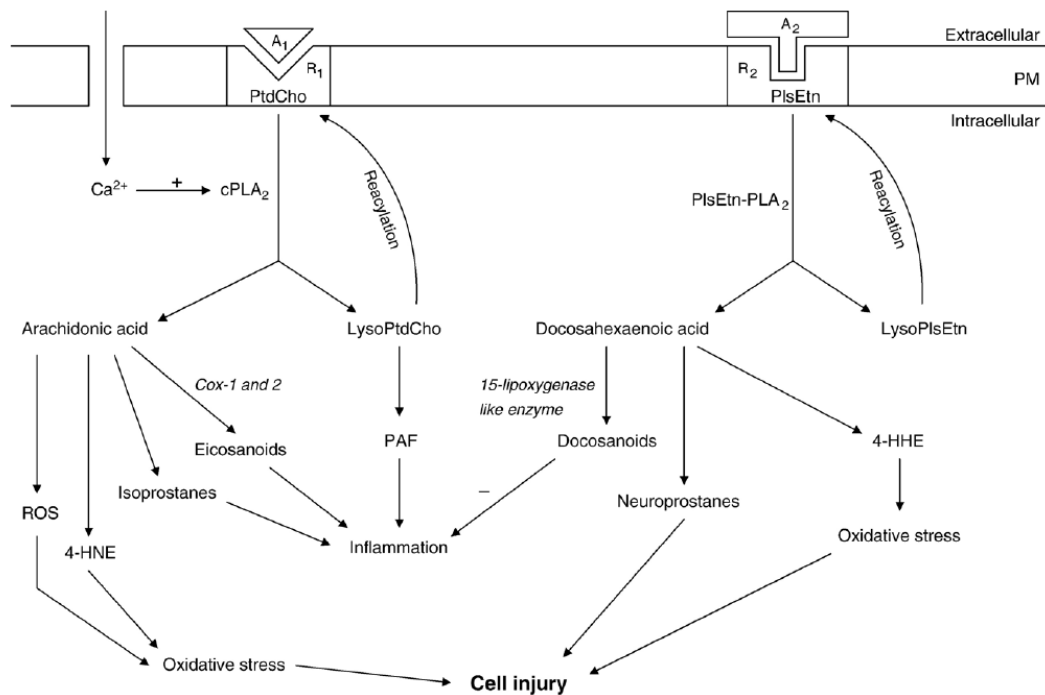 A1
A2
Extracellular
R1
R2
PM
PtdCho
PlsEtn
Intracellular
Ca2+
+
cPLA2
Reacylation
PlsEtn-PLA2
Reacylation
Arachidonic acid
LysoPtdCho
Docosahexaenoic acid
LysoPlsEtn
Cox-1 and 2
15-lipoxygenase
like enzyme
Eicosanoids
PAF
Docosanoids
4-HHE
Isoprostanes
–
Neuroprostanes
ROS
4-HNE
Inflammation
Oxidative stress
Oxidative stress
Cell injury